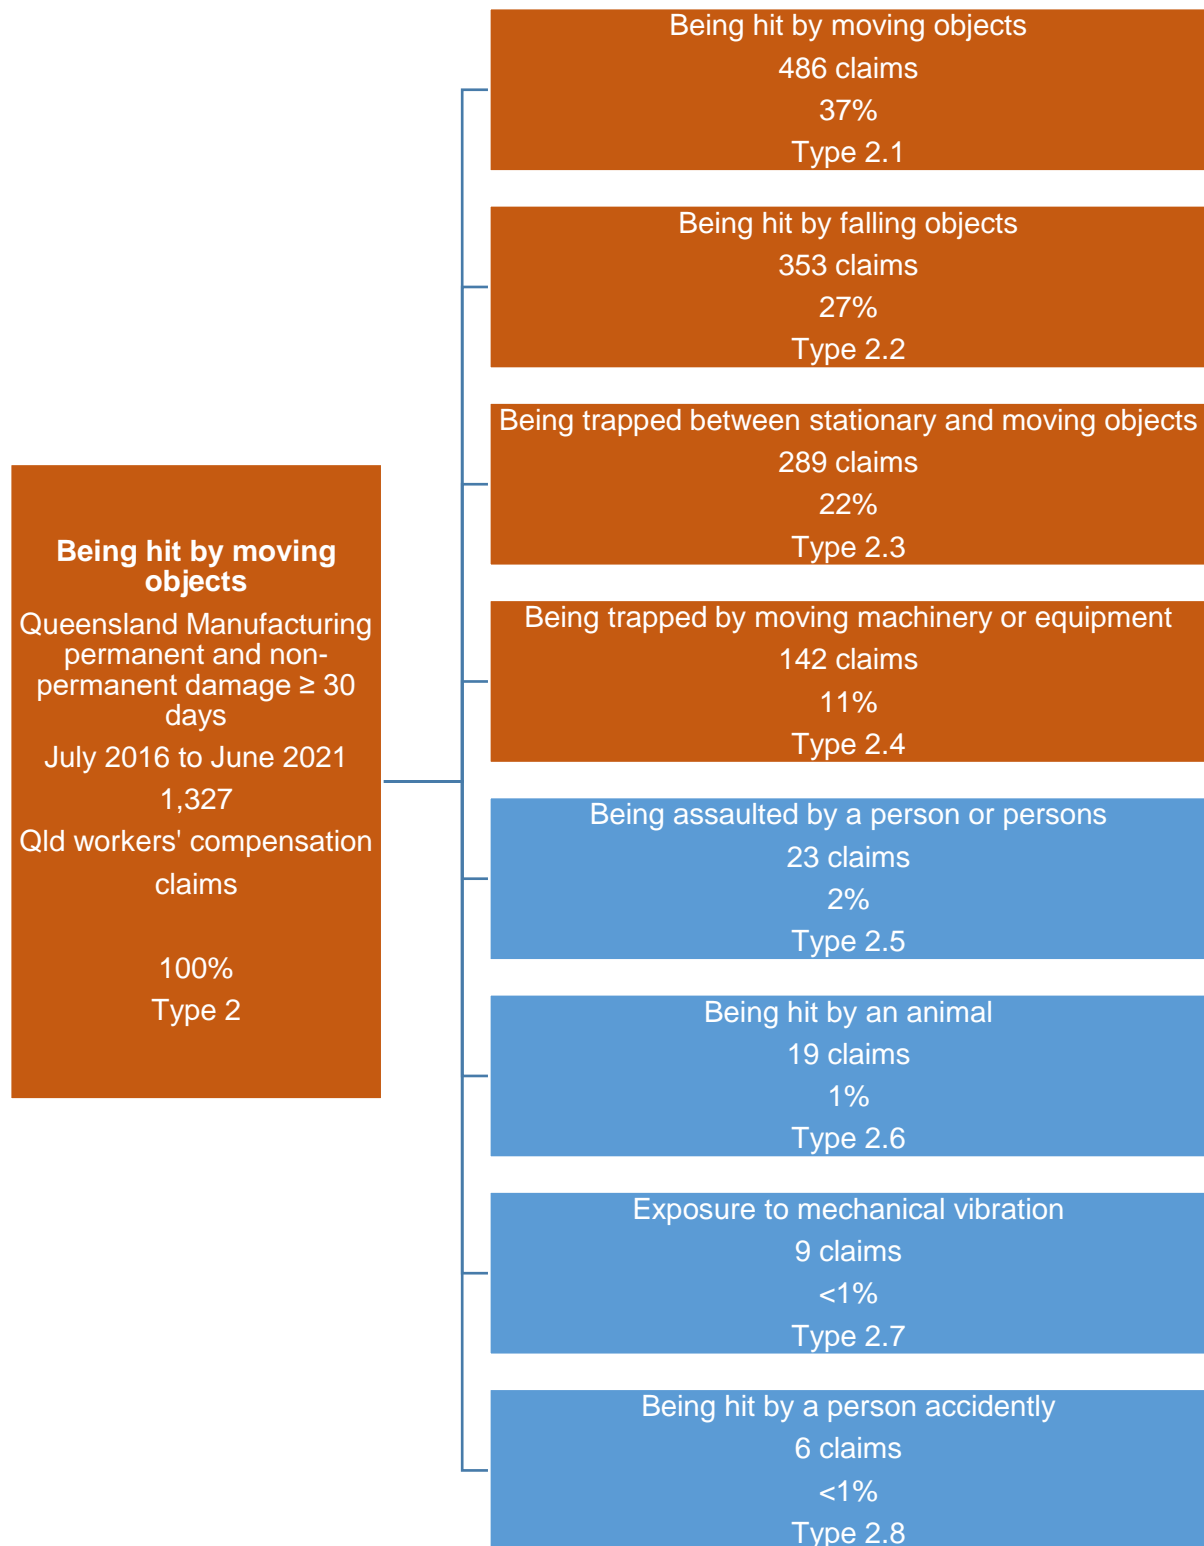 Being hit by moving
objects
Queensland Manufacturing
permanent and non-
permanent damage ≥ 30
days
July 2016 to June 2021
1,327
Qld workers' compensation
claims
100%
Type 2
Being hit by moving objects
486 claims
37%
Type 2.1
Being hit by falling objects
353 claims
27%
Type 2.2
Being trapped between stationary and moving objects
289 claims
22%
Type 2.3
Being trapped by moving machinery or equipment
142 claims
11%
Type 2.4
Being assaulted by a person or persons
23 claims
2%
Type 2.5
Being hit by an animal
19 claims
1%
Type 2.6
Exposure to mechanical vibration
9 claims
<1%
Type 2.7
Being hit by a person accidently
6 claims
<1%
Type 2.8